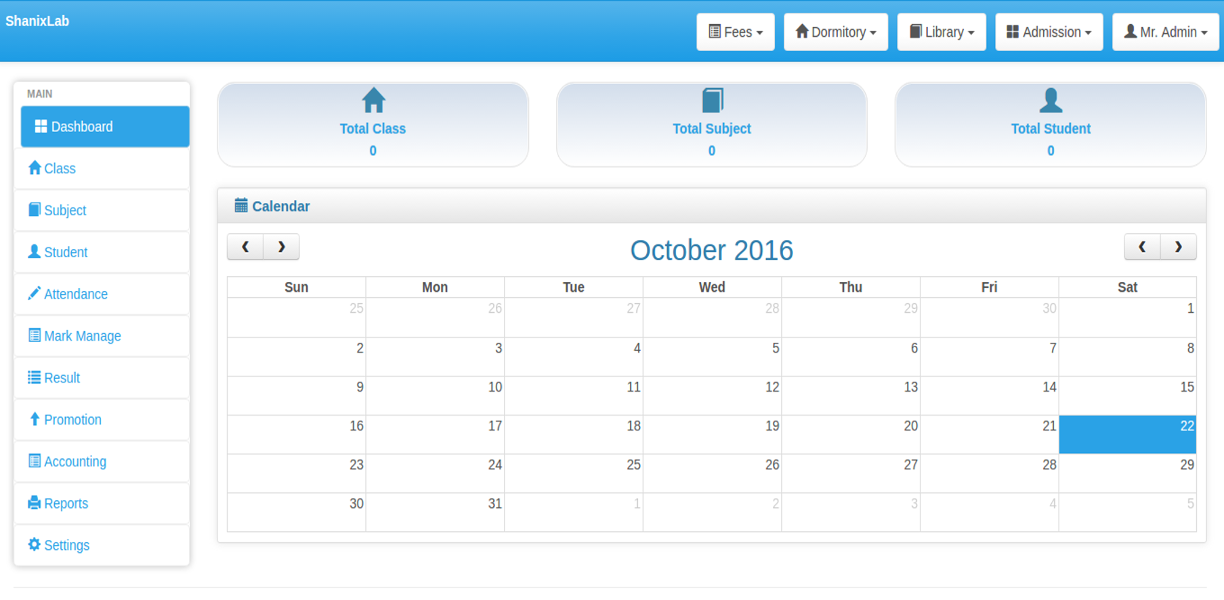 ShanixLab
Fees
Dormitory
Library
Admission
Mr. Admin
MAIN
Dashboard
Class
Subject
Student
Attendance
Mark Manage
Result
Promotion
Accounting
Reports
Settings
Total Class
0
Total Subject
0
Total Student
0
Calendar
October 2016
Sun Mon Tue Wed Thu Fri Sat
25 26 27 28 29 30 1
2 3 4 5 6 7 8
9 10 11 12 13 14 15
16 17 18 19 20 21 22
23 24 25 26 27 28 29
30 31 1 2 3 4 5